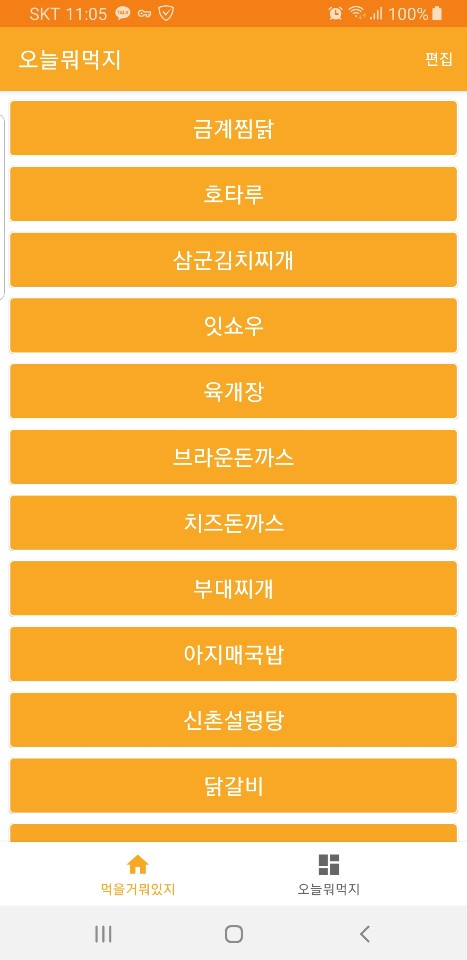 SKT 11:05 100%
오늘뭐먹지 편집
금계찜닭
호타루
삼군김치찌개
잇쇼우
육개장
브라운돈까스
치즈돈까스
부대찌개
아지매국밥
신촌설렁탕
닭갈비
먹을거뭐있지 오늘뭐먹지